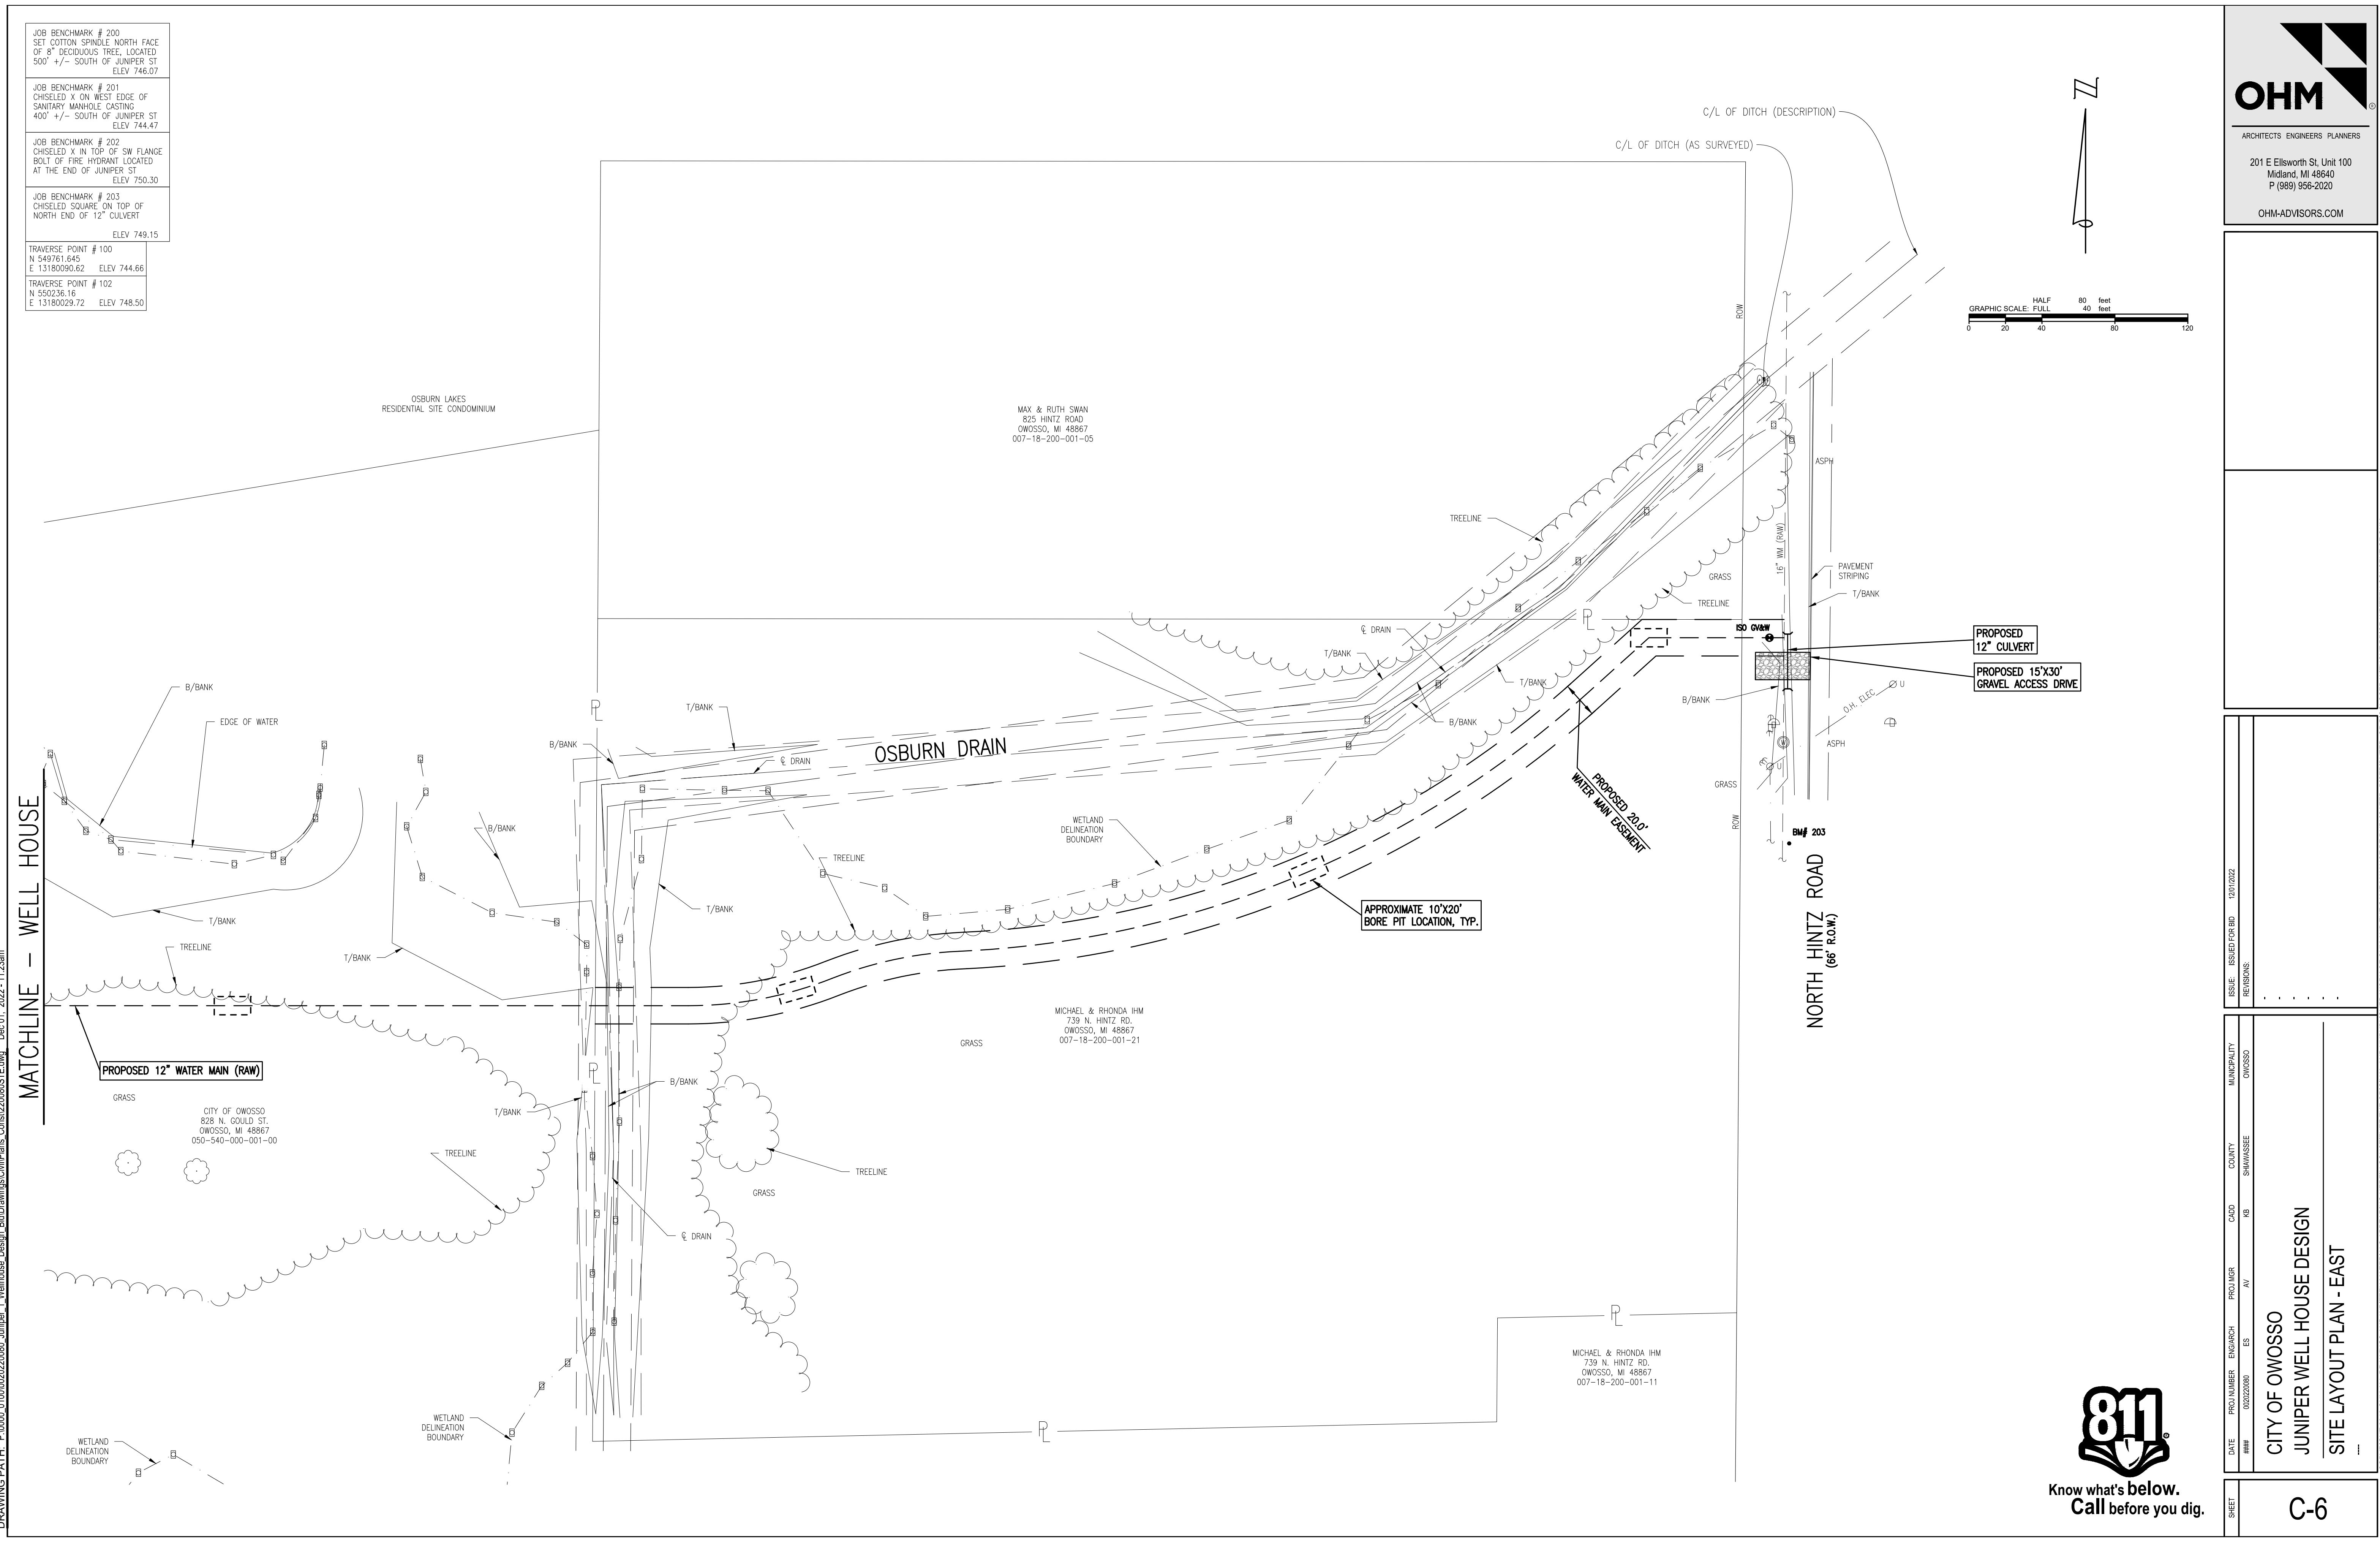 JOB BENCHMARK # 200
SET COTTON SPINDLE NORTH FACE
OF 8" DECIDUOUS TREE, LOCATED
500' +/- SOUTH OF JUNIPER ST
ELEV 746.07
JOB BENCHMARK # 201
CHISELED X ON WEST EDGE OF
SANITARY MANHOLE CASTING
400' +/- SOUTH OF JUNIPER ST
ELEV 744.47
JOB BENCHMARK # 202
CHISELED X IN TOP OF SW FLANGE
BOLT OF FIRE HYDRANT LOCATED
AT THE END OF JUNIPER ST
ELEV 750.30
JOB BENCHMARK # 203
CHISELED SQUARE ON TOP OF
NORTH END OF 12" CULVERT
ELEV 749.15
TRAVERSE POINT # 100
N 549761.645
E 13180090.62 ELEV 744.66
TRAVERSE POINT # 102
N 550236.16
E 13180029.72 ELEV 748.50
C/L OF DITCH (DESCRIPTION)
C/L OF DITCH (AS SURVEYED)
N
HALF 80 feet
GRAPHIC SCALE: FULL 40 feet
0 20 40 80 120
OSBURN LAKES
RESIDENTIAL SITE CONDOMINIUM
MAX & RUTH SWAN
825 HINTZ ROAD
OWOSSO, MI 48867
007-18-200-001-05
ROW
TREELINE
16" WM (RAW)
ASPH
GRASS
PAVEMENT
STRIPING
T/BANK
TREELINE
PL
ISO GV&W
PROPOSED
12" CULVERT
PROPOSED 15'X30'
GRAVEL ACCESS DRIVE
℄ DRAIN
T/BANK
T/BANK
B/BANK
B/BANK
O.H. ELEC
U
W
U
ASPH
GRASS
PROPOSED 20.0'
WATER MAIN EASEMENT
ROW
BM# 203
NORTH HINTZ ROAD
(66' R.O.W.)
B/BANK
EDGE OF WATER
PL
T/BANK
B/BANK
OSBURN DRAIN
℄ DRAIN
MATCHLINE - WELL HOUSE
B/BANK
WETLAND
DELINEATION
BOUNDARY
TREELINE
T/BANK
T/BANK
TREELINE
T/BANK
APPROXIMATE 10'X20'
BORE PIT LOCATION, TYP.
PROPOSED 12" WATER MAIN (RAW)
GRASS
CITY OF OWOSSO
828 N. GOULD ST.
OWOSSO, MI 48867
050-540-000-001-00
MICHAEL & RHONDA IHM
739 N. HINTZ RD.
OWOSSO, MI 48867
007-18-200-001-21
GRASS
PL
B/BANK
T/BANK
TREELINE
TREELINE
GRASS
℄ DRAIN
PL
MICHAEL & RHONDA IHM
739 N. HINTZ RD.
OWOSSO, MI 48867
007-18-200-001-11
PL
WETLAND
DELINEATION
BOUNDARY
WETLAND
DELINEATION
BOUNDARY
811
Know what's below.
Call before you dig.
OHM
ARCHITECTS ENGINEERS PLANNERS
201 E Ellsworth St, Unit 100
Midland, MI 48640
P (989) 956-2020
OHM-ADVISORS.COM
ISSUE: ISSUED FOR BID 12/01/2022
REVISIONS:
DATE PROJ NUMBER ENG/ARCH PROJ MGR CADD COUNTY MUNICIPALITY
#### 0020220080 ES AV KB SHIAWASSEE OWOSSO
CITY OF OWOSSO
JUNIPER WELL HOUSE DESIGN
SITE LAYOUT PLAN - EAST
---
SHEET
C-6